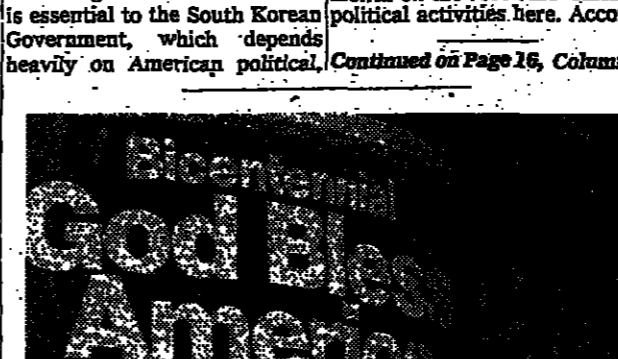 is essential to the South Korean
Government, which depends
heavily on American political,
political activities here. Acco
Continued on Page 16, Colum
Bicentennial
God Bless
America